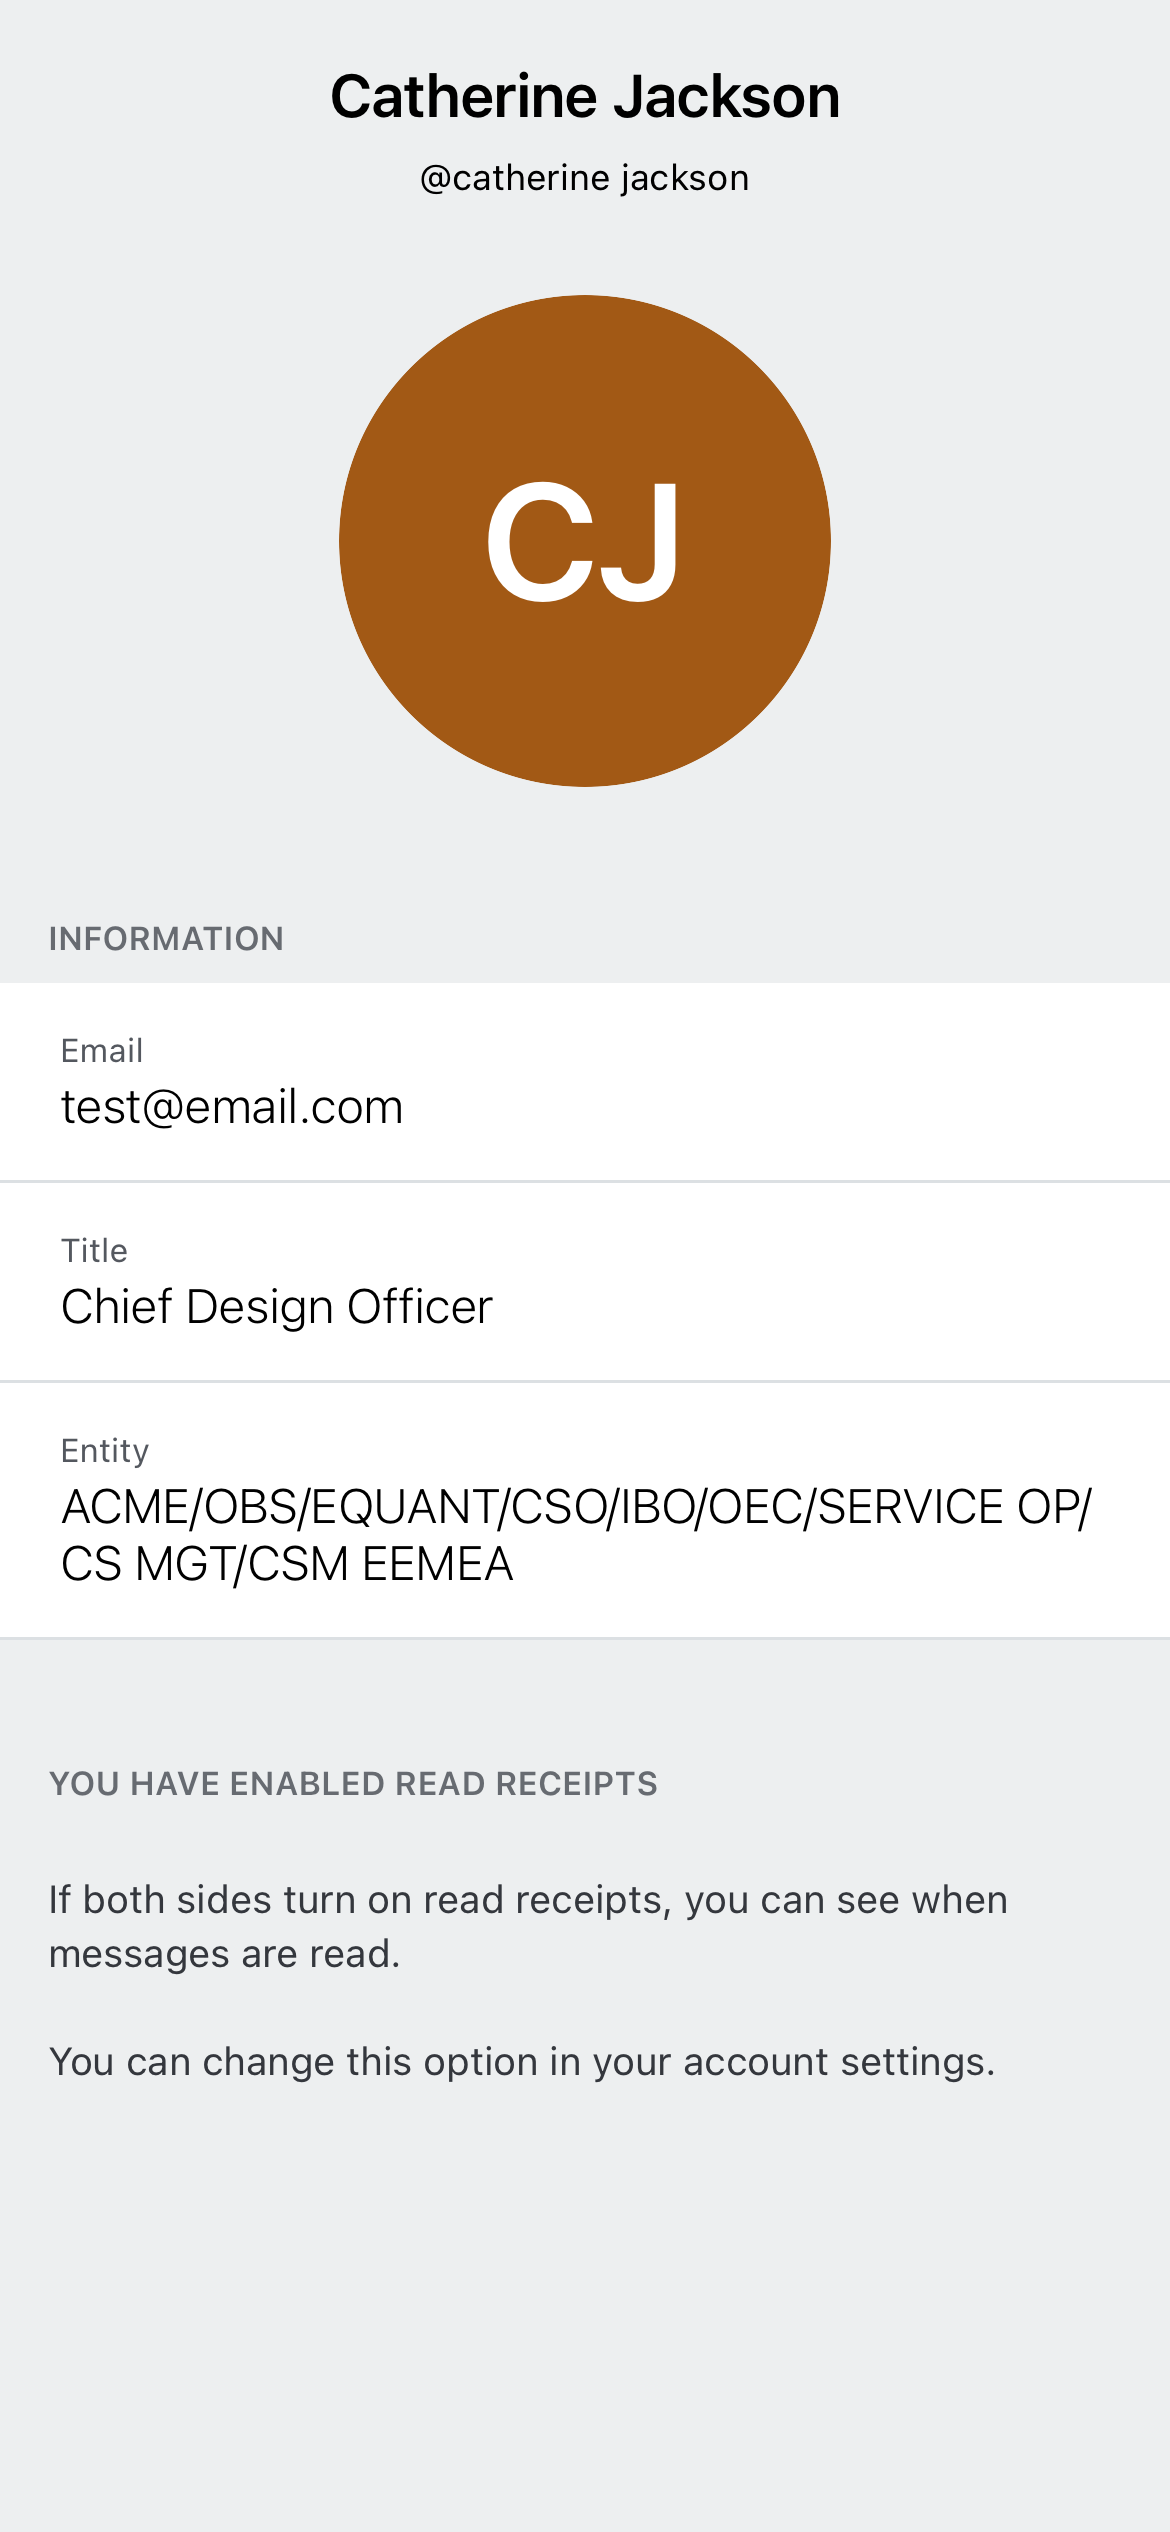 Catherine Jackson
@catherine jackson
CJ
INFORMATION
Email
test@email.com
Title
Chief Design Officer
Entity
ACME/OBS/EQUANT/CSO/IBO/OEC/SERVICE OP/
CS MGT/CSM EEMEA
YOU HAVE ENABLED READ RECEIPTS
If both sides turn on read receipts, you can see when
messages are read.
You can change this option in your account settings.